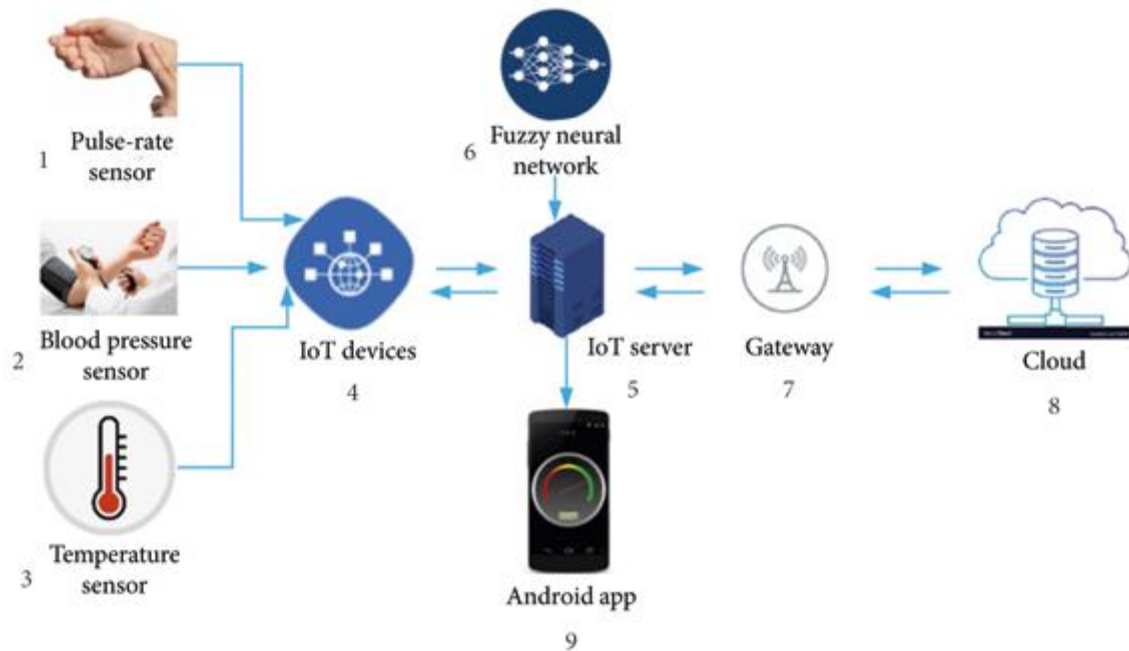 1
Pulse-rate
sensor
6
Fuzzy neural
network
2
Blood pressure
sensor
IoT devices
4
IoT server
5
Gateway
7
Cloud
8
3
Temperature
sensor
Android app
9